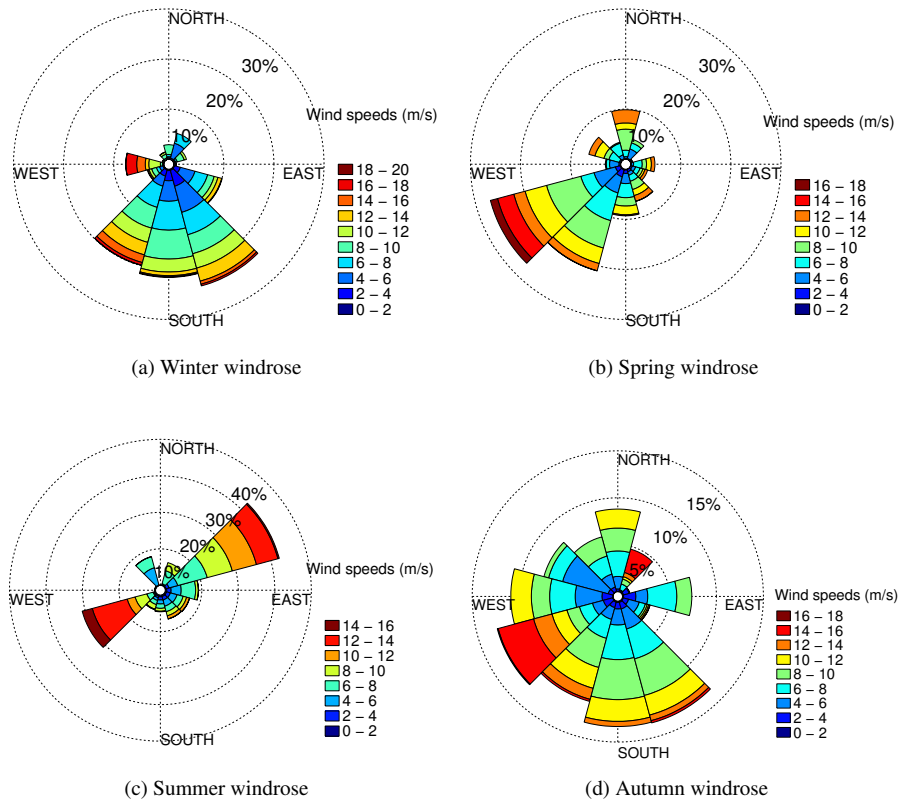 NORTH
30%
20%
10%
Wind speeds (m/s)
WEST
EAST
18 – 20
16 – 18
14 – 16
12 – 14
10 – 12
8 – 10
6 – 8
4 – 6
2 – 4
0 – 2
SOUTH
(a) Winter windrose
NORTH
30%
20%
10%
Wind speeds (m/s)
WEST
EAST
16 – 18
14 – 16
12 – 14
10 – 12
8 – 10
6 – 8
4 – 6
2 – 4
0 – 2
SOUTH
(b) Spring windrose
NORTH
40%
30%
20%
10%
Wind speeds (m/s)
WEST
EAST
14 – 16
12 – 14
10 – 12
8 – 10
6 – 8
4 – 6
2 – 4
0 – 2
SOUTH
(c) Summer windrose
NORTH
15%
10%
5%
Wind speeds (m/s)
WEST
EAST
16 – 18
14 – 16
12 – 14
10 – 12
8 – 10
6 – 8
4 – 6
2 – 4
0 – 2
SOUTH
(d) Autumn windrose